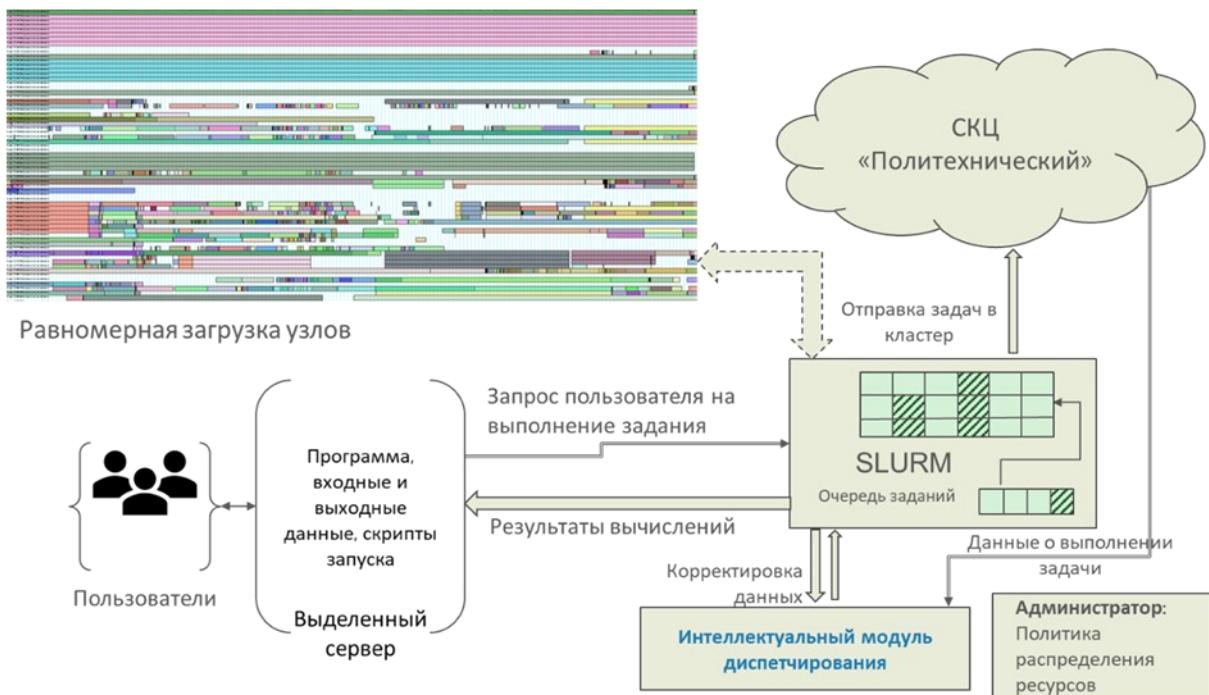 СКЦ
«Политехнический»
Равномерная загрузка узлов
Отправка задач в
кластер
Запрос пользователя на
выполнение задания
Программа,
входные и
выходные
данные, скрипты
запуска
SLURM
Очередь заданий
Результаты вычислений
Пользователи
Выделенный
сервер
Корректировка
данных
Данные о выполнении
задачи
Интеллектуальный модуль
диспетчирования
Администратор:
Политика
распределения
ресурсов